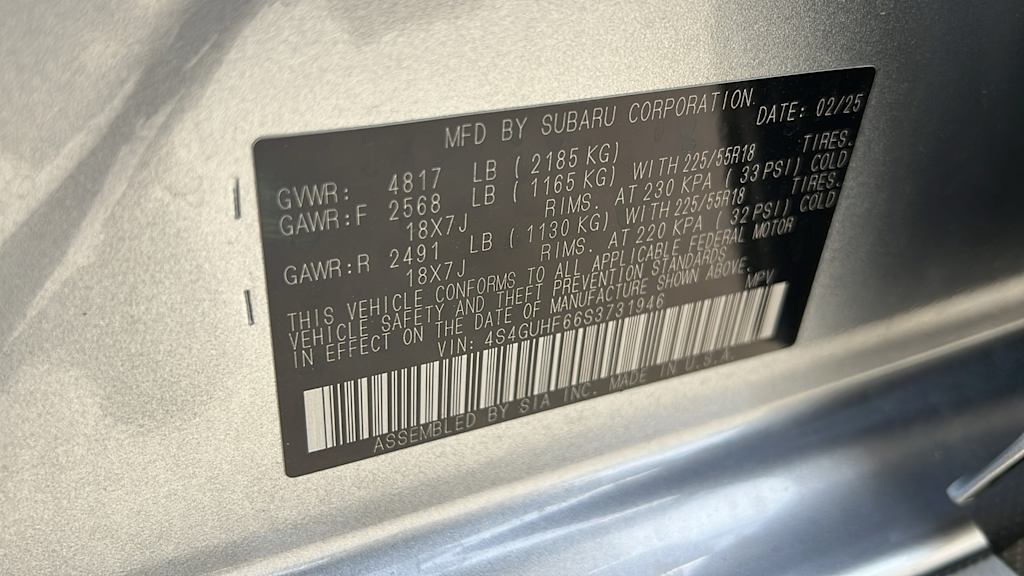 MFD BY SUBARU CORPORATION. DATE: 02/25
GVWR: 4817 LB ( 2185 KG)
GAWR:F 2568 LB ( 1165 KG) WITH 225/55R18 TIRES.
18X7J RIMS. AT 230 KPA ( 33 PSI) COLD
GAWR:R 2491 LB ( 1130 KG) WITH 225/55R18 TIRES.
18X7J RIMS. AT 220 KPA ( 32 PSI) COLD
THIS VEHICLE CONFORMS TO ALL APPLICABLE FEDERAL MOTOR
VEHICLE SAFETY AND THEFT PREVENTION STANDARDS
IN EFFECT ON THE DATE OF MANUFACTURE SHOWN ABOVE.
VIN: 4S4GUHF66S3731946 MPV
ASSEMBLED BY SIA INC. MADE IN U.S.A.